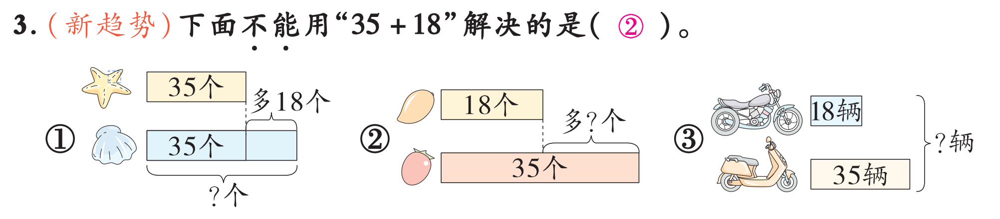 3.(新趋势)下面不能用“35+18”解决的是( ② )。
①
35个
多18个
35个
?个
②
18个
多?个
35个
③
18辆
35辆
?辆